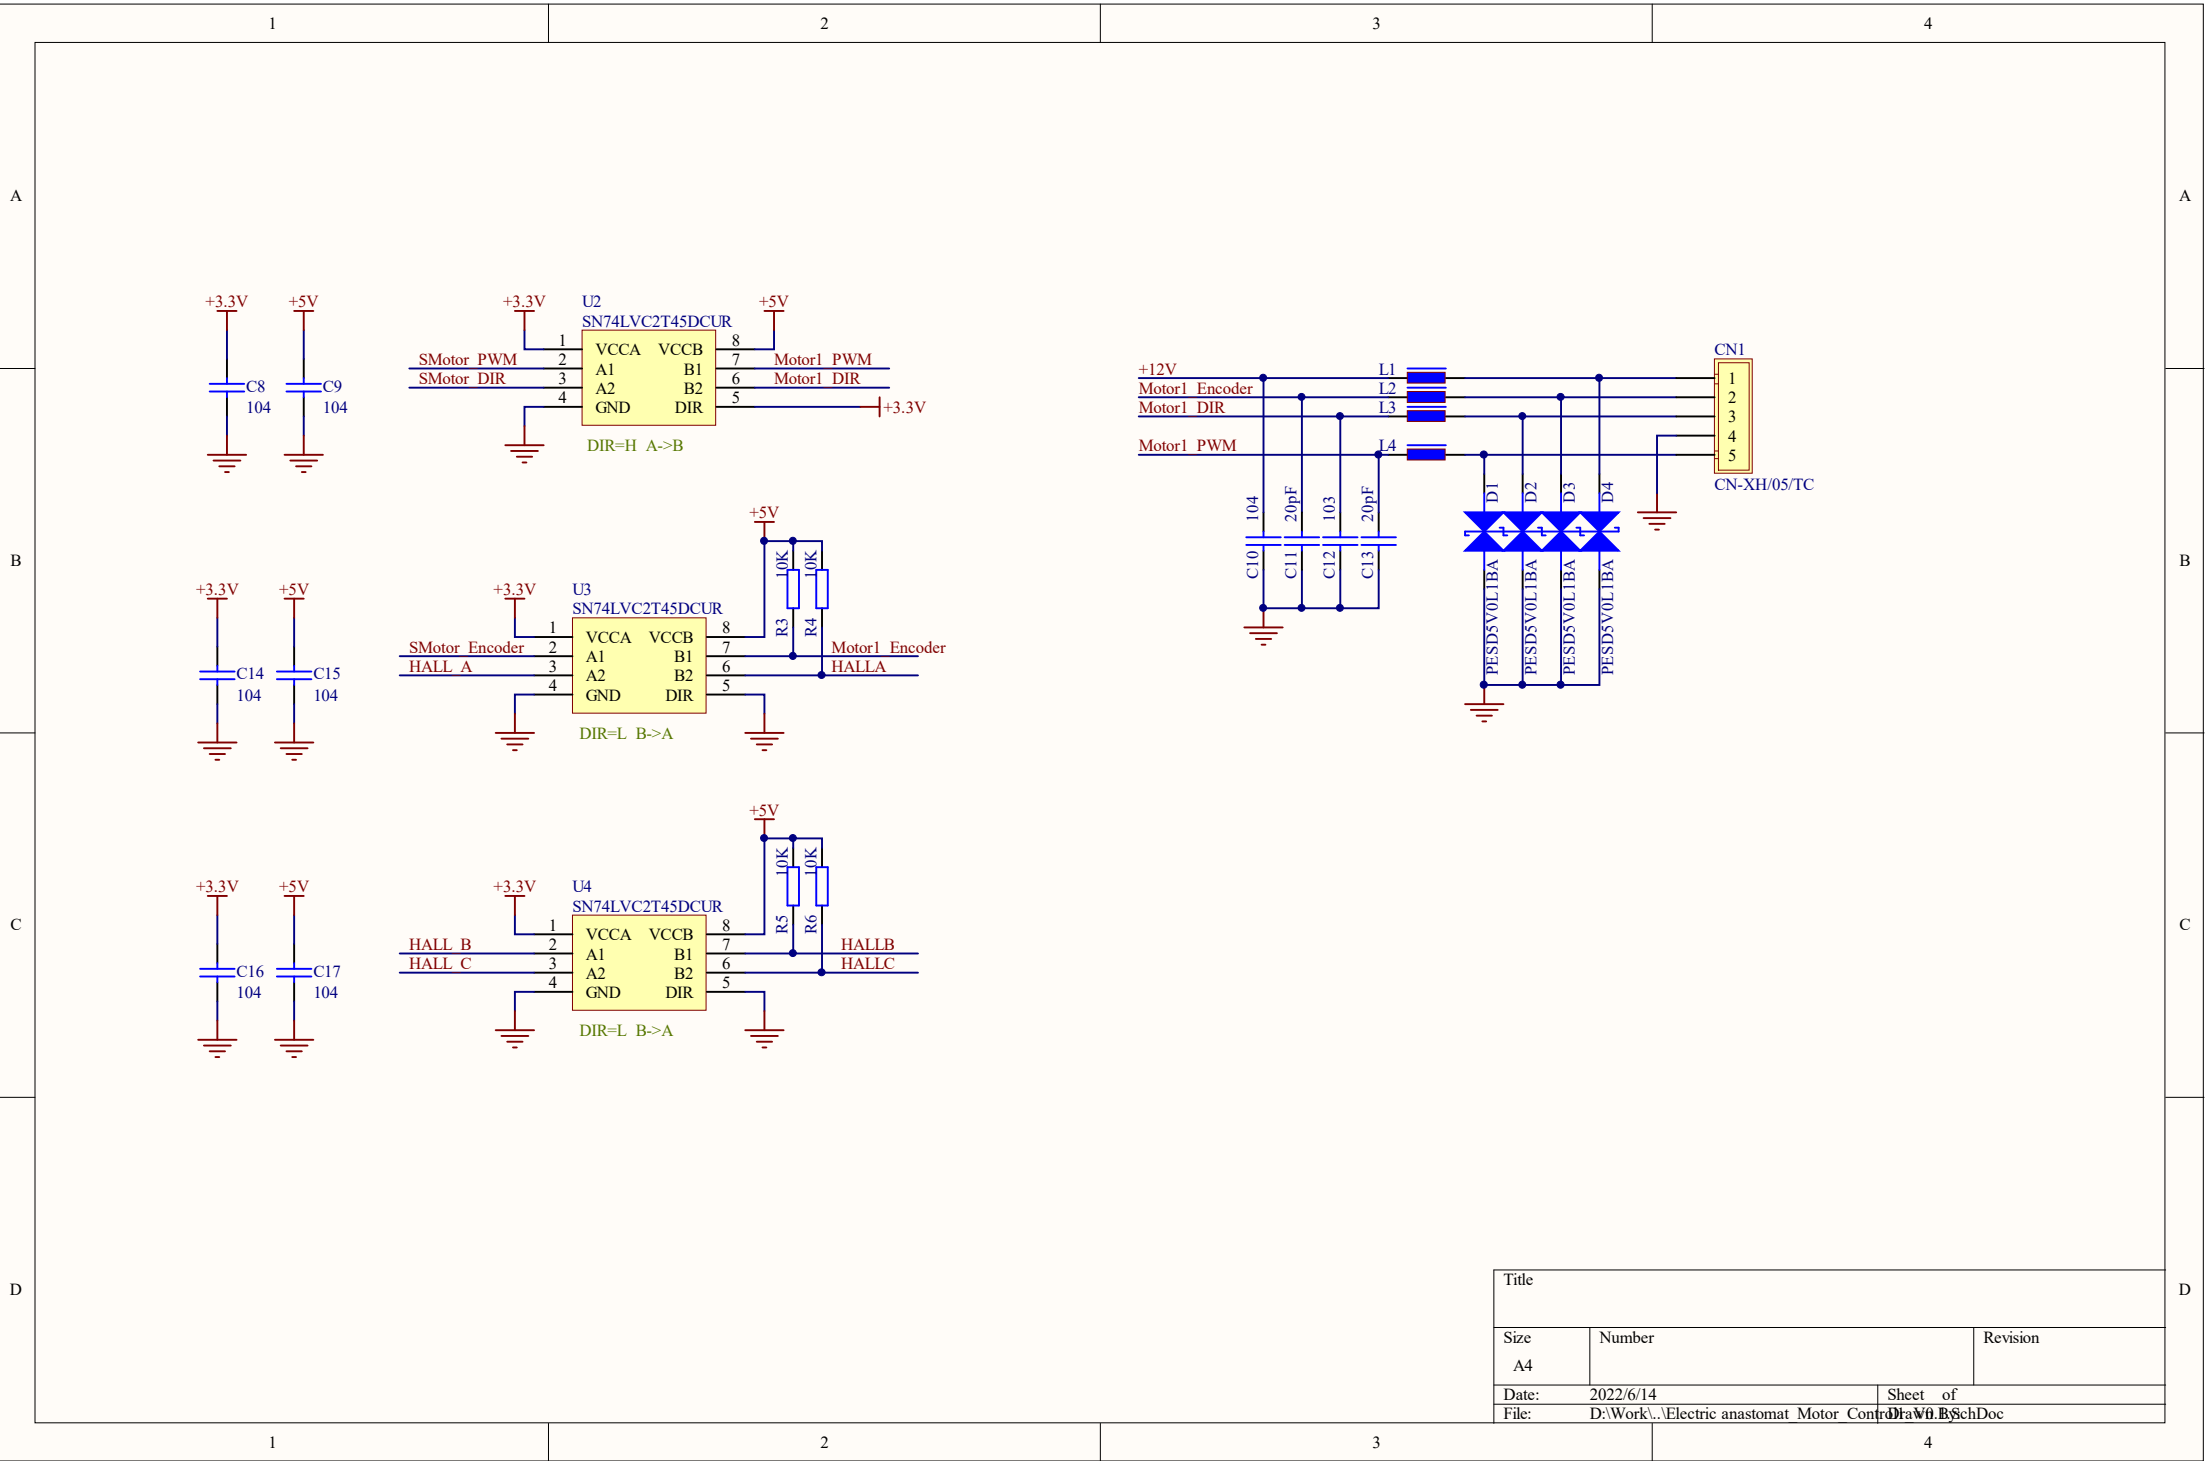 1 2 3 4
A A
+3.3V +5V
C8 C9
104 104
+3.3V U2 +5V
SN74LVC2T45DCUR
SMotor_PWM 1 VCCA VCCB 8 Motor1_PWM
SMotor_DIR 2 A1 B1 7 Motor1_DIR
3 A2 B2 6
4 GND DIR 5 +3.3V
DIR=H A->B
+12V L1 CN1
Motor1_Encoder L2 1
Motor1_DIR L3 2
3
4
Motor1_PWM L4 5
CN-XH/05/TC
104 20pF 103 20pF
C10 C11 C12 C13
D1 D2 D3 D4
PESD5V0L1BA PESD5V0L1BA PESD5V0L1BA PESD5V0L1BA
B B
+3.3V +5V
C14 C15
104 104
+5V
10K 10K
R3 R4
+3.3V U3
SN74LVC2T45DCUR
1 VCCA VCCB 8
SMotor_Encoder 2 A1 B1 7 Motor1_Encoder
HALL_A 3 A2 B2 6 HALLA
4 GND DIR 5
DIR=L B->A
C C
+3.3V +5V
C16 C17
104 104
+5V
10K 10K
R5 R6
+3.3V U4
SN74LVC2T45DCUR
1 VCCA VCCB 8
HALL_B 2 A1 B1 7 HALLB
HALL_C 3 A2 B2 6 HALLC
4 GND DIR 5
DIR=L B->A
D D
Title
Size Number Revision
A4
Date: 2022/6/14 Sheet of
File: D:\Work\..\Electric anastomat_Motor_Control_V0.1.SchDoc Drawn By:
1 2 3 4